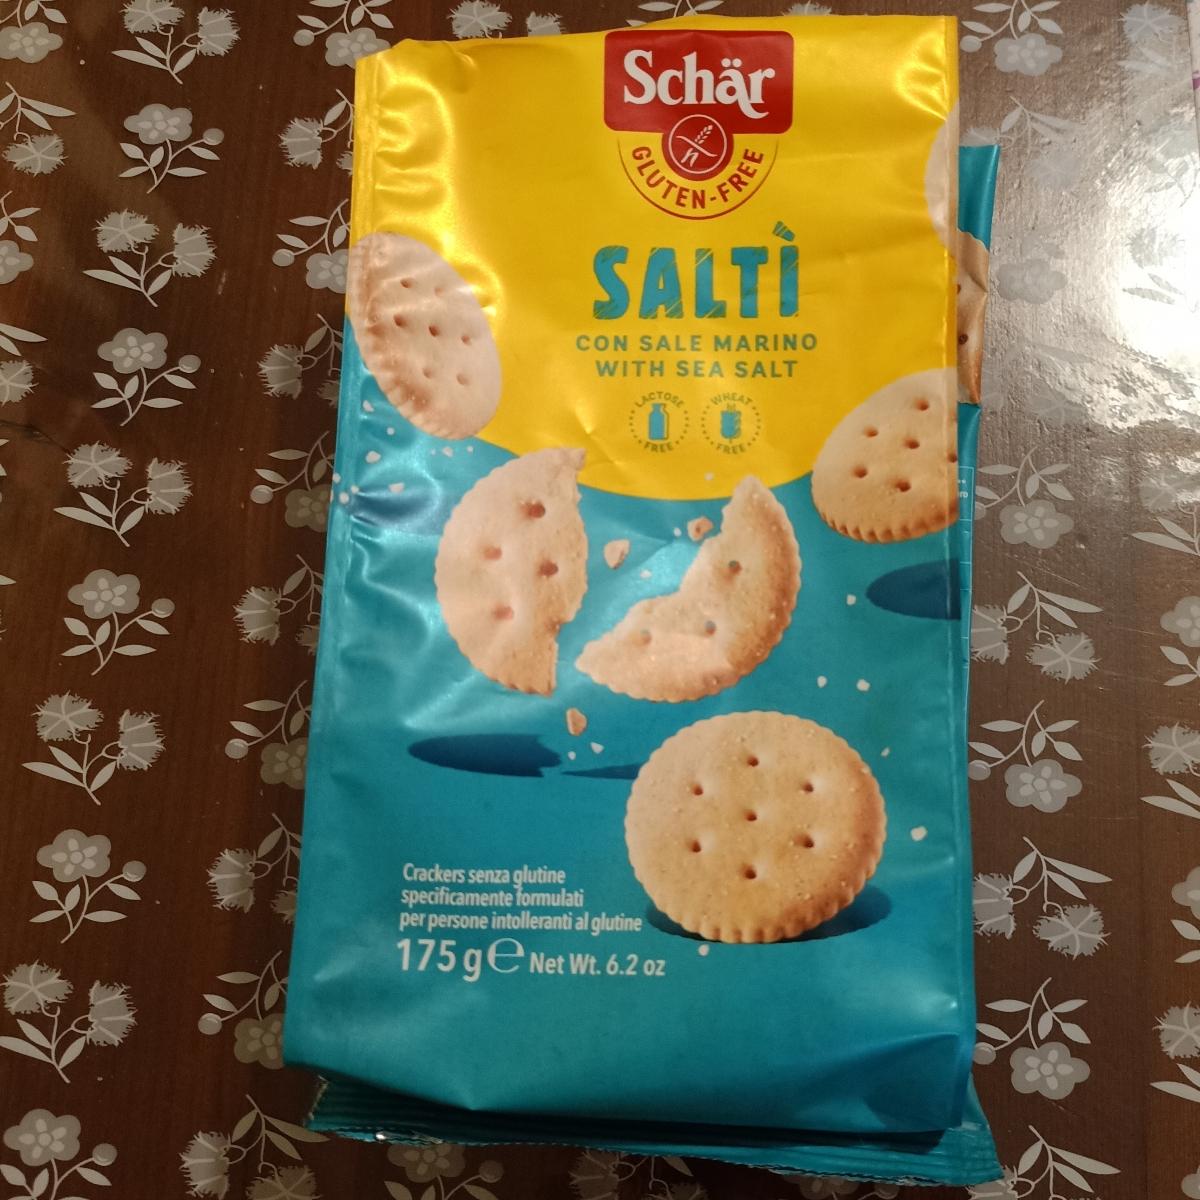 Schär
GLUTEN-FREE
SALTÌ
CON SALE MARINO
WITH SEA SALT
LACTOSE FREE
WHEAT FREE
Crackers senza glutine
specificamente formulati
per persone intolleranti al glutine
175 g ℮ Net Wt. 6.2 oz